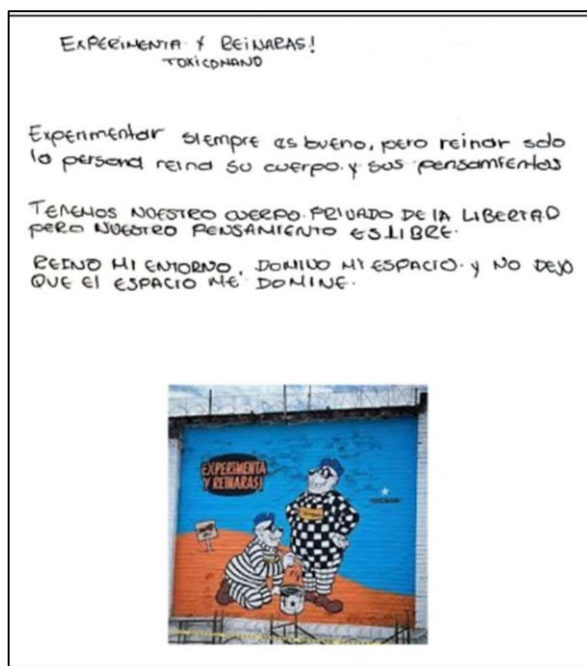 EXPERIMENTA Y REINARAS!
TOXICOMANO
Experimentar siempre es bueno, pero reinar solo
la persona reina su cuerpo y sus pensamientos
TENEMOS NUESTRO CUERPO PRIVADO DE LA LIBERTAD
PERO NUESTRO PENSAMIENTO ES LIBRE.
REINO MI ENTORNO, DOMINO MI ESPACIO y NO DEJO
QUE El ESPACIO ME DOMINE.
EXPERIMENTA
Y REINARAS!